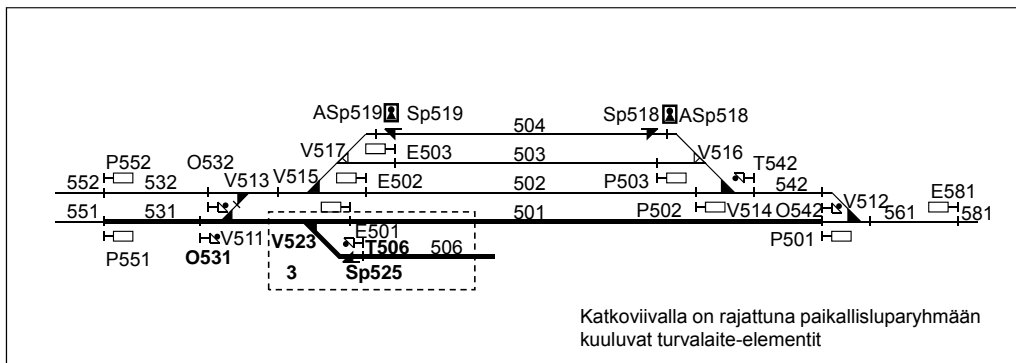 ASp519 Sp519 Sp518 ASp518
504
V517 E503 503 V516
P552 O532 T542
552 532 V513 V515 E502 502 P503 542
V512 E581
551 531 501 P502 V514 O542 561 581
P551 V511 E501 P501
O531 V523 T506 506
3 Sp525
Katkoviivalla on rajattuna paikallisluparyhmään
kuuluvat turvalaite-elementit